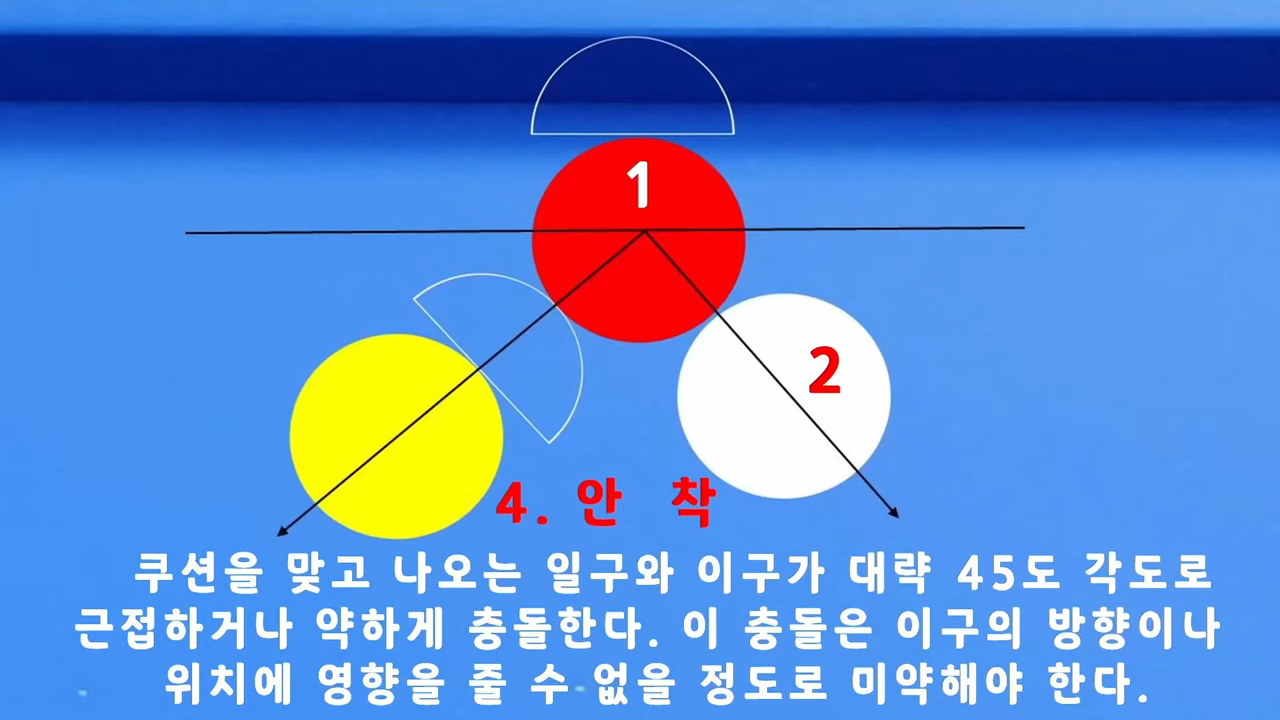 1
2
4. 안 착
쿠션을 맞고 나오는 일구와 이구가 대략 45도 각도로
근접하거나 약하게 충돌한다. 이 충돌은 이구의 방향이나
위치에 영향을 줄 수 없을 정도로 미약해야 한다.